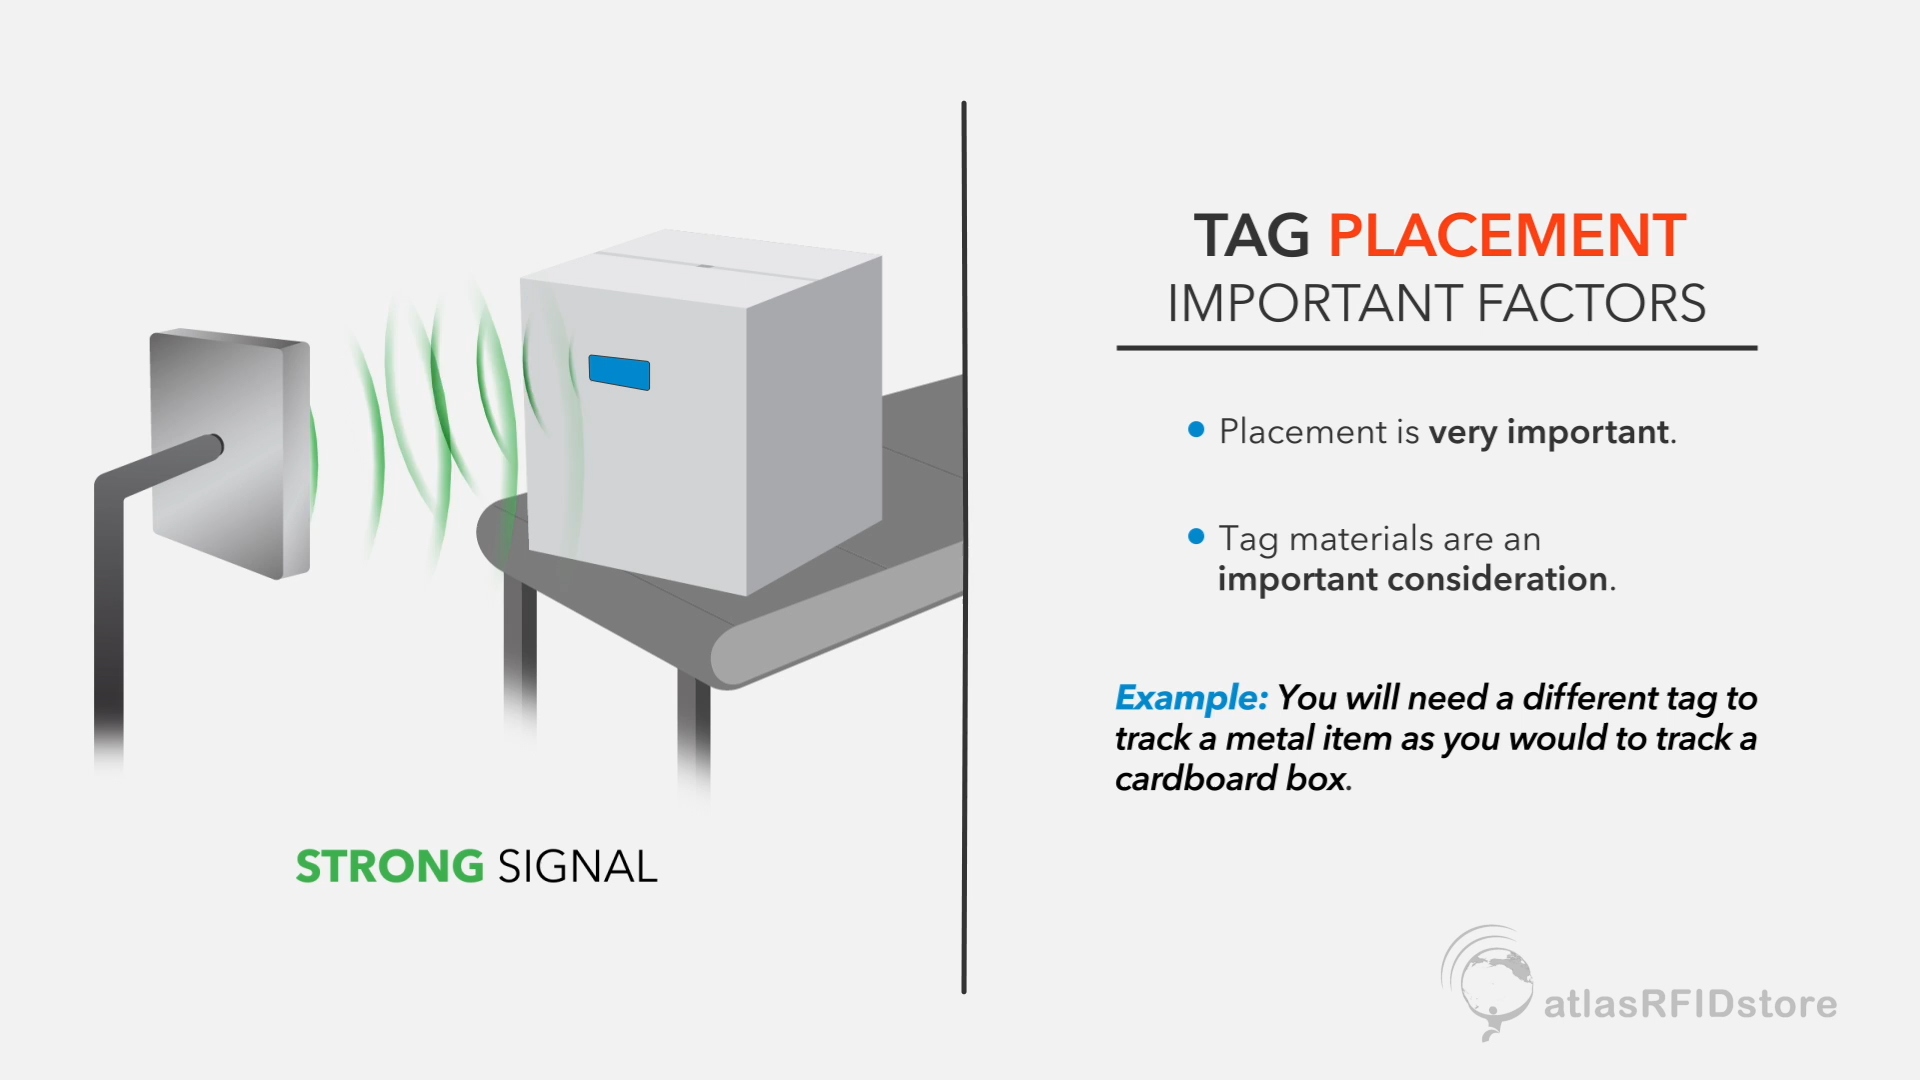 STRONG SIGNAL
TAG PLACEMENT
IMPORTANT FACTORS
Placement is very important.
Tag materials are an
important consideration.
Example: You will need a different tag to
track a metal item as you would to track a
cardboard box.
atlasRFIDstore